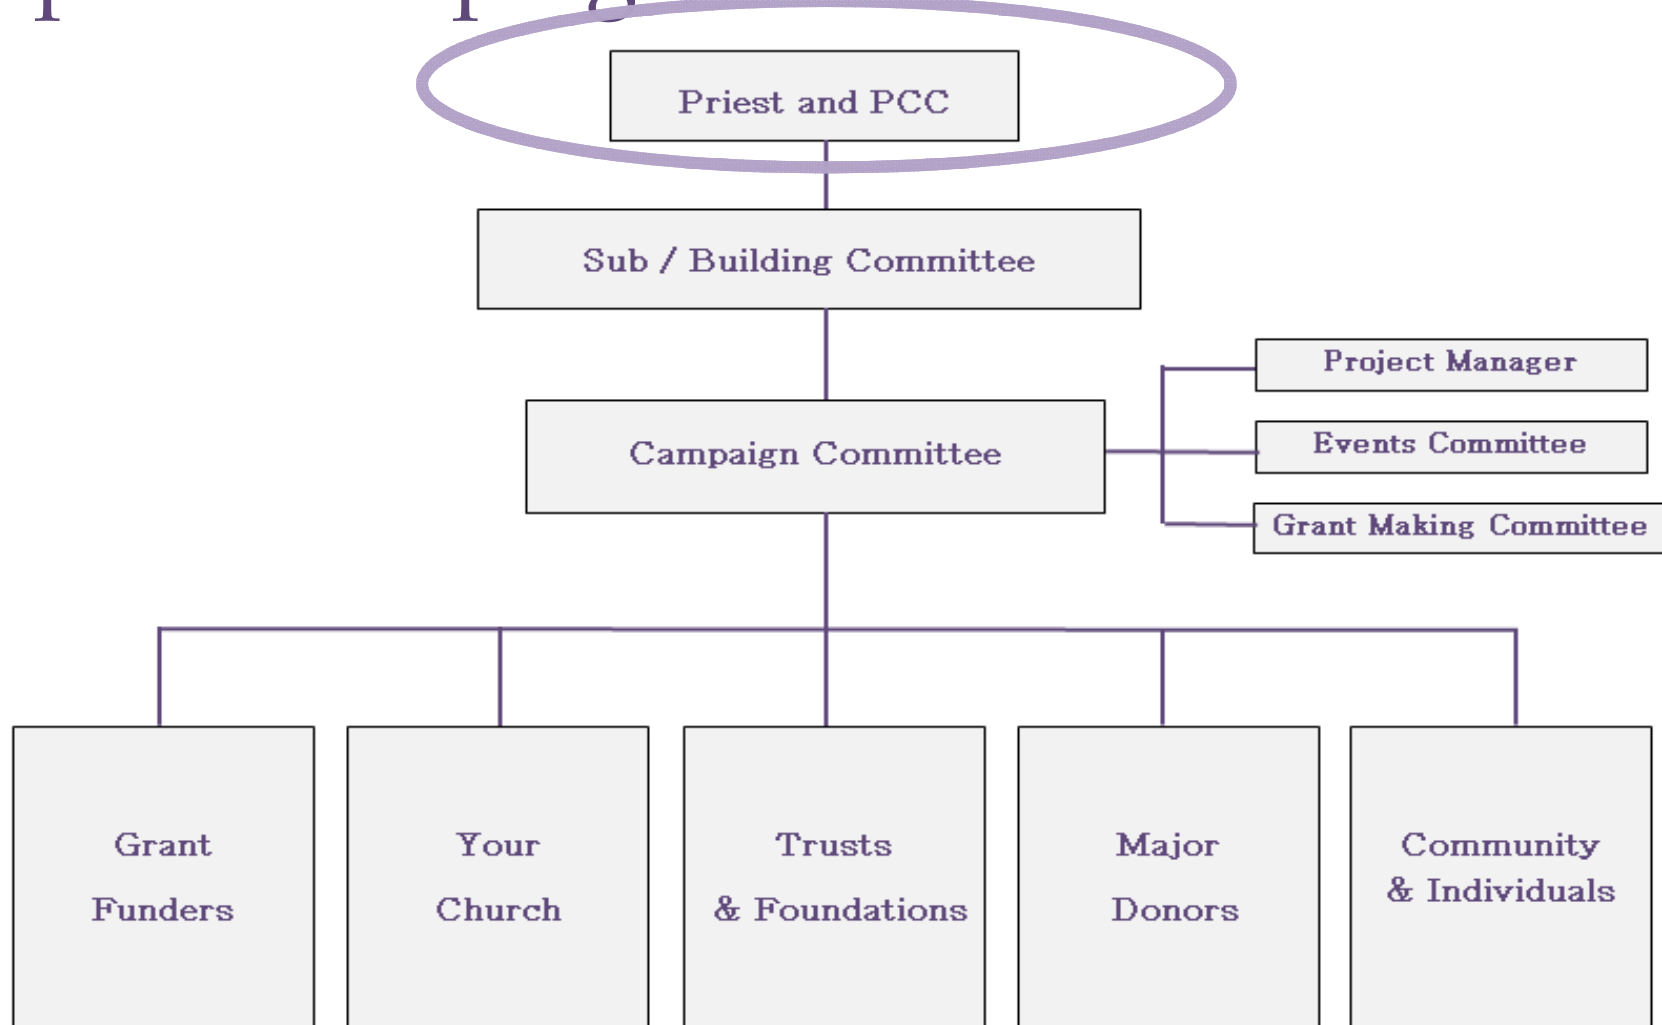 Priest and PCC
Sub / Building Committee
Project Manager
Events Committee
Campaign Committee
Grant Making Committee
Grant
Funders
Your
Church
Trusts
& Foundations
Major
Donors
Community
& Individuals